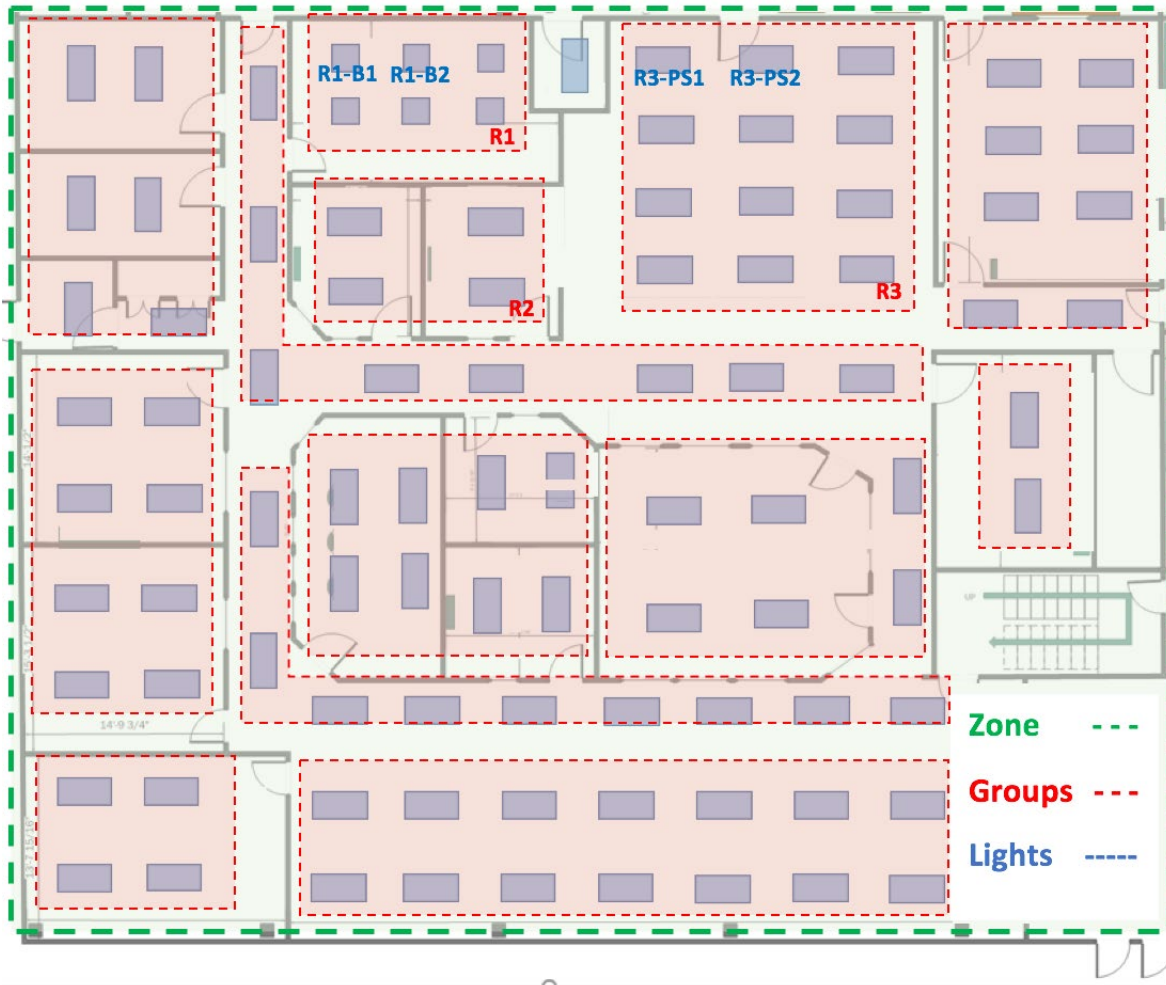 R1-B1 R1-B2
R3-PS1 R3-PS2
R1
R2
R3
UP
14'-9 3/4"
Zone ---
Groups ---
Lights -----